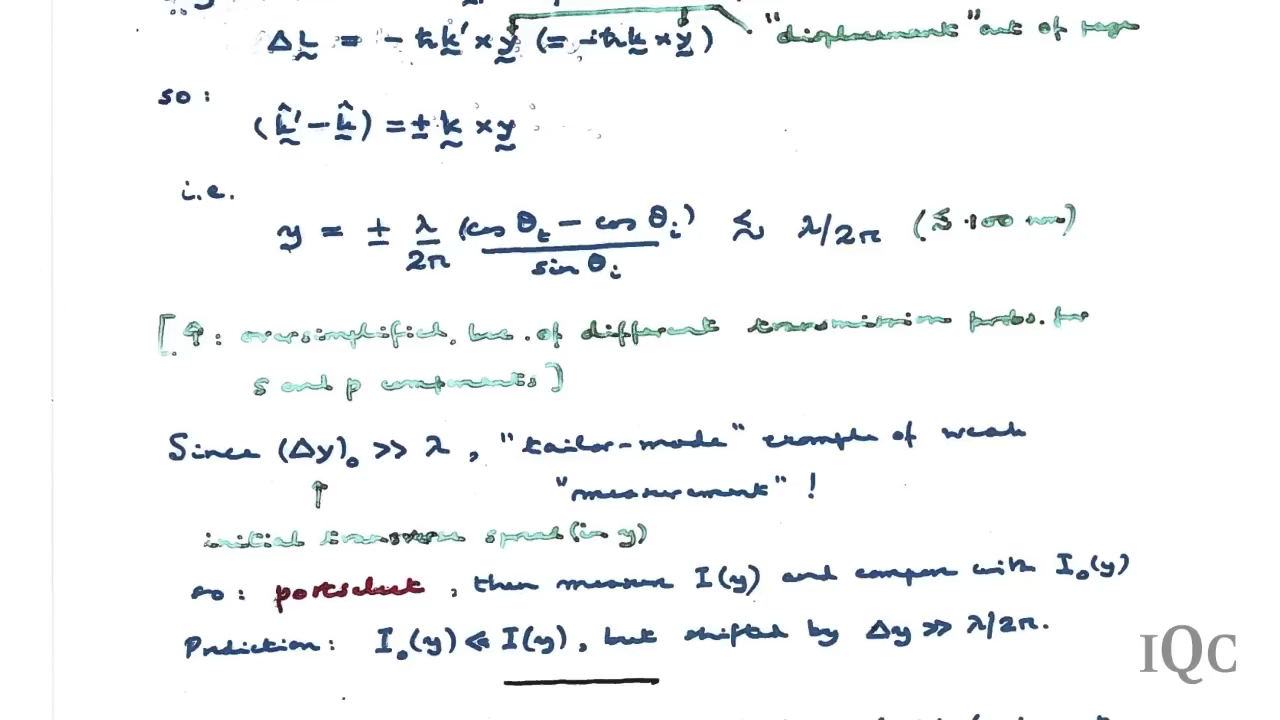 ΔL = - ħk' × y (= -ħk × y) "displacement" out of page
so:
(k̂' - k̂) = ± k × y
i.e.
y = ± λ/2π (cos θt - cos θi)/sin θi ≲ λ/2π (≲ 100 nm)
[↑: oversimplified, bec. of different transmission probs. for
s and p components]
Since (Δy)₀ >> λ, "tailor-made" example of weak
"measurement"!
↑
initial transverse spread (in y)
so: postselect, then measure I(y) and compare with I₀(y)
Prediction: I₀(y) I(y), but shifted by Δy >> λ/2π.
IQC